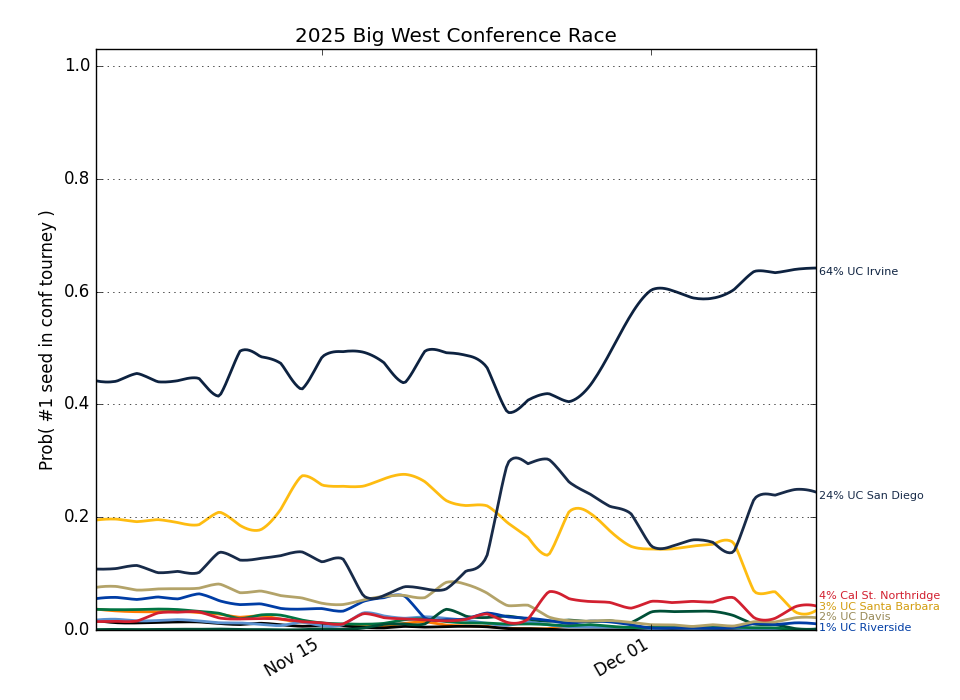 2025 Big West Conference Race
1.0
0.8
0.6
0.4
0.2
0.0
Prob( #1 seed in conf tourney )
Nov 15
Dec 01
64% UC Irvine
24% UC San Diego
4% Cal St. Northridge
3% UC Santa Barbara
2% UC Davis
1% UC Riverside